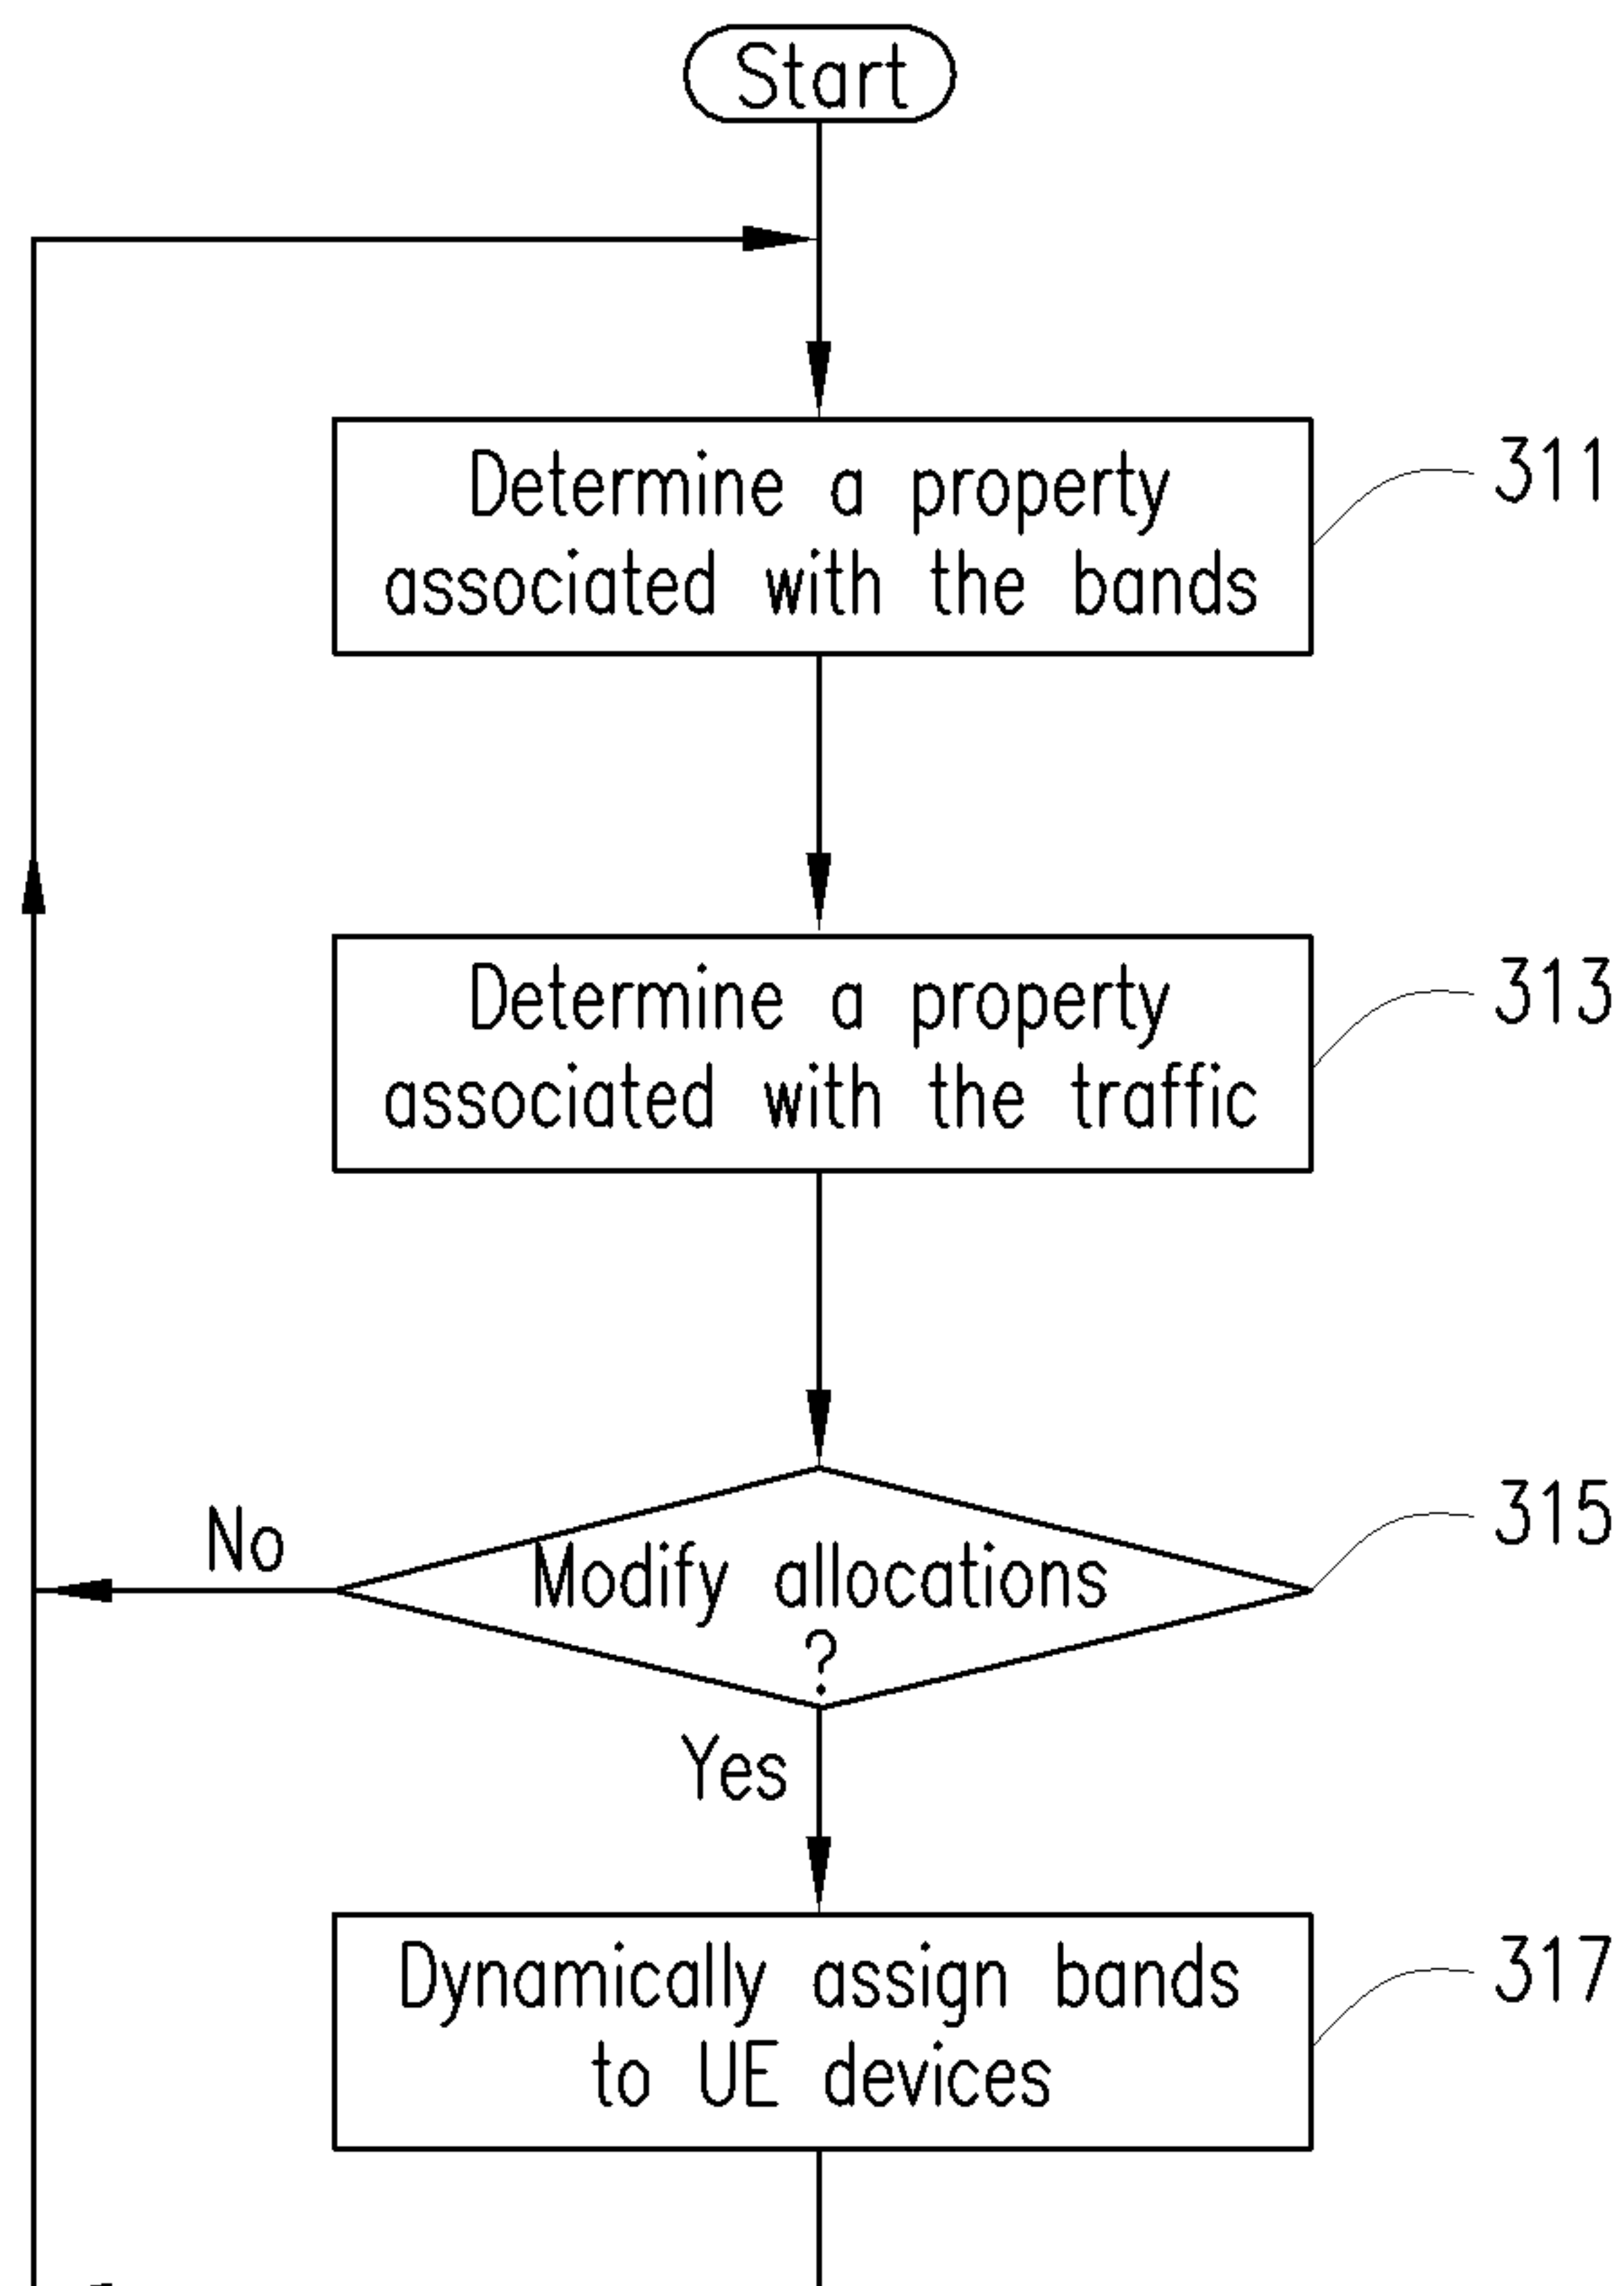 Start
Determine a property
associated with the bands
311
Determine a property
associated with the traffic
313
Modify allocations
?
315
No
Yes
Dynamically assign bands
to UE devices
317